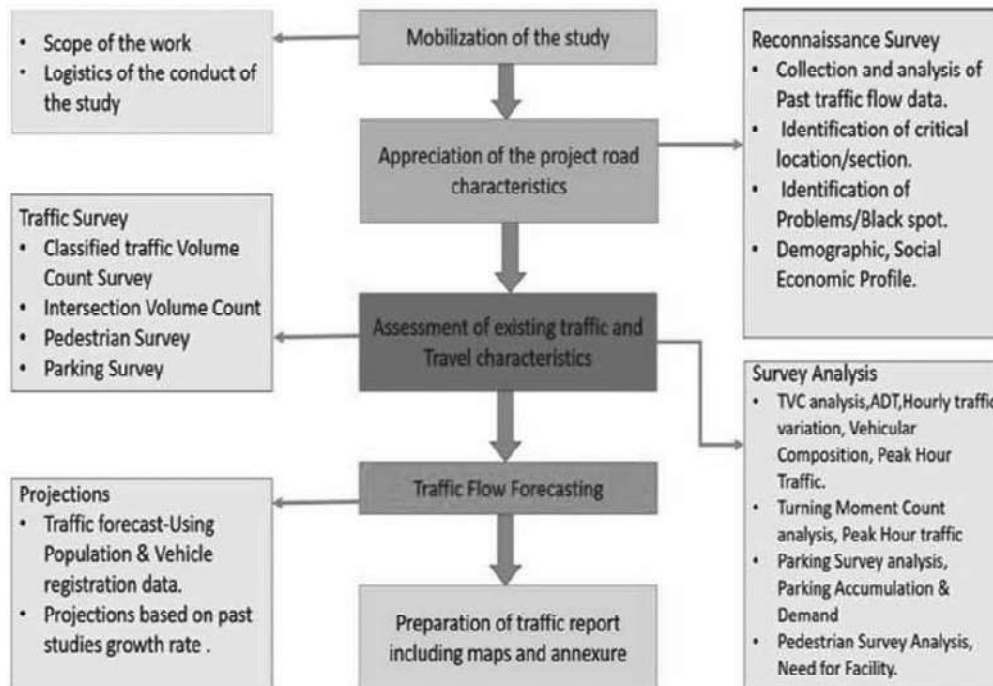 Mobilization of the study
• Scope of the work
• Logistics of the conduct of
the study
Appreciation of the project road
characteristics
Reconnaissance Survey
• Collection and analysis of
Past traffic flow data.
• Identification of critical
location/section.
• Identification of
Problems/Black spot.
• Demographic, Social
Economic Profile.
Assessment of existing traffic and
Travel characteristics
Traffic Survey
• Classified traffic Volume
Count Survey
• Intersection Volume Count
• Pedestrian Survey
• Parking Survey
Survey Analysis
• TVC analysis,ADT,Hourly traffic
variation, Vehicular
Composition, Peak Hour
Traffic.
• Turning Moment Count
analysis, Peak Hour traffic
• Parking Survey analysis,
Parking Accumulation &
Demand
• Pedestrian Survey Analysis,
Need for Facility.
Traffic Flow Forecasting
Projections
• Traffic forecast-Using
Population & Vehicle
registration data.
• Projections based on past
studies growth rate .
Preparation of traffic report
including maps and annexure